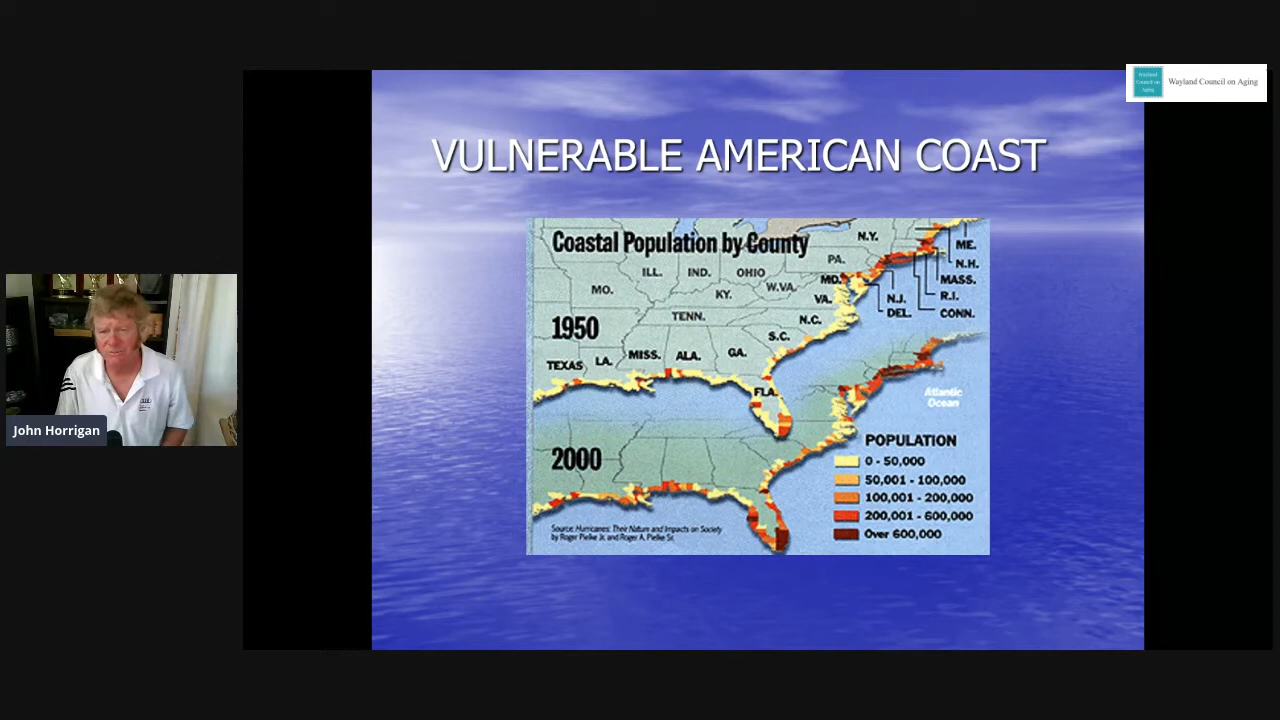 Wayland
Council on
Aging
Wayland Council on Aging
VULNERABLE AMERICAN COAST
Coastal Population by County
N.Y.
ME.
PA.
N.H.
ILL.
IND.
OHIO
MD.
MASS.
MO.
KY.
W.VA.
VA.
N.J.
R.I.
DEL.
CONN.
1950
TENN.
N.C.
S.C.
TEXAS
LA.
MISS.
ALA.
GA.
FLA.
Atlantic
Ocean
2000
POPULATION
0 - 50,000
50,001 - 100,000
100,001 - 200,000
200,001 - 600,000
Over 600,000
Source: Hurricanes: Their Nature and Impacts on Society
by Roger Pielke Jr. and Roger A. Pielke Sr.
John Horrigan